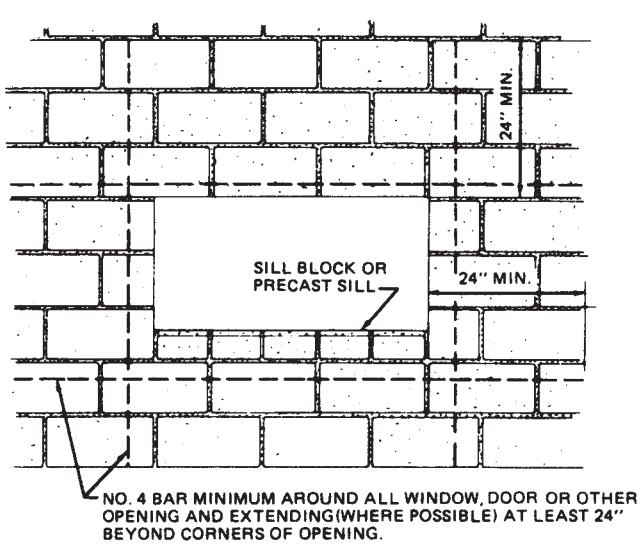 24" MIN.
SILL BLOCK OR
PRECAST SILL
24" MIN.
NO. 4 BAR MINIMUM AROUND ALL WINDOW, DOOR OR OTHER
OPENING AND EXTENDING(WHERE POSSIBLE) AT LEAST 24"
BEYOND CORNERS OF OPENING.